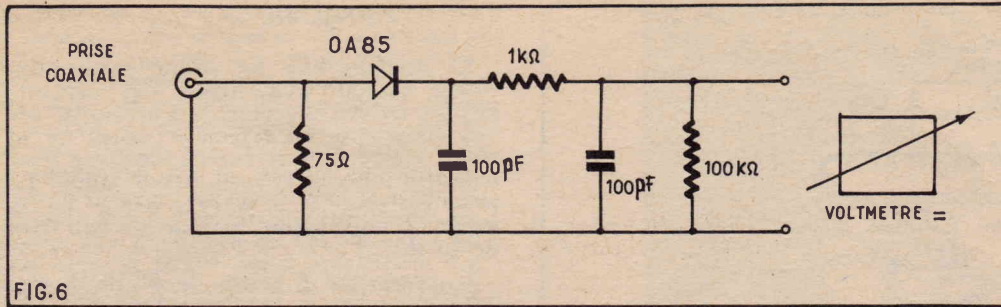 PRISE
COAXIALE
OA85
1kΩ
75Ω
100pF
100pF
100KΩ
VOLTMETRE =
FIG.6